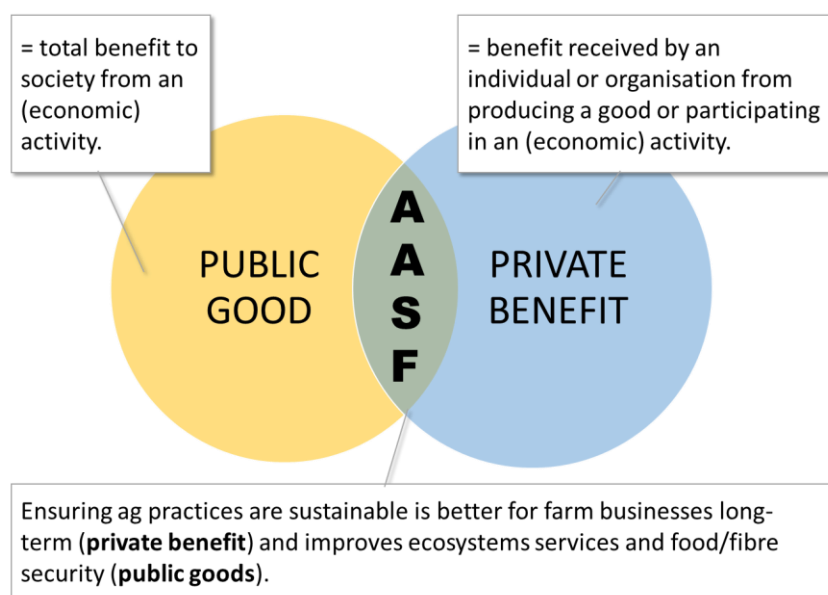 = total benefit to
society from an
(economic)
activity.
= benefit received by an
individual or organisation from
producing a good or participating
in an (economic) activity.
PUBLIC
GOOD
A
A
S
F
PRIVATE
BENEFIT
Ensuring ag practices are sustainable is better for farm businesses long-
term (private benefit) and improves ecosystems services and food/fibre
security (public goods).